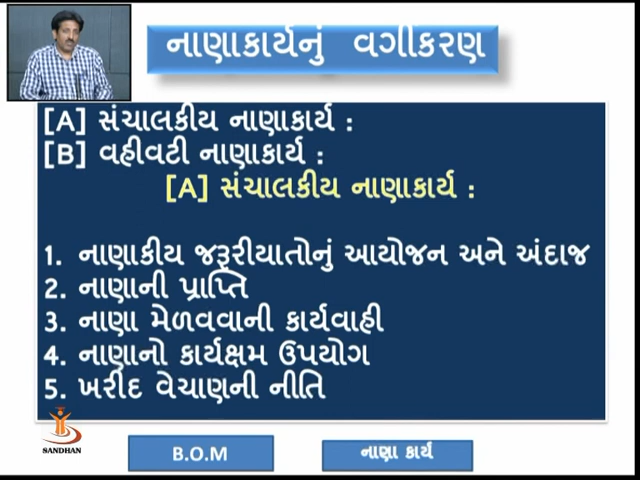 નાણાકાર્યનું વગીકરણ
[A] સંચાલકીય નાણાકાર્ય :
[B] વહીવટી નાણાકાર્ય :
[A] સંચાલકીય નાણાકાર્ય :
1. નાણાકીય જરૂરીયાતોનું આયોજન અને અંદાજ
2. નાણાની પ્રાપ્તિ
3. નાણા મેળવવાની કાર્યવાહી
4. નાણાનો કાર્યક્ષમ ઉપયોગ
5. ખરીદ વેચાણની નીતિ
SANDHAN
B.O.M
નાણા કાર્ય